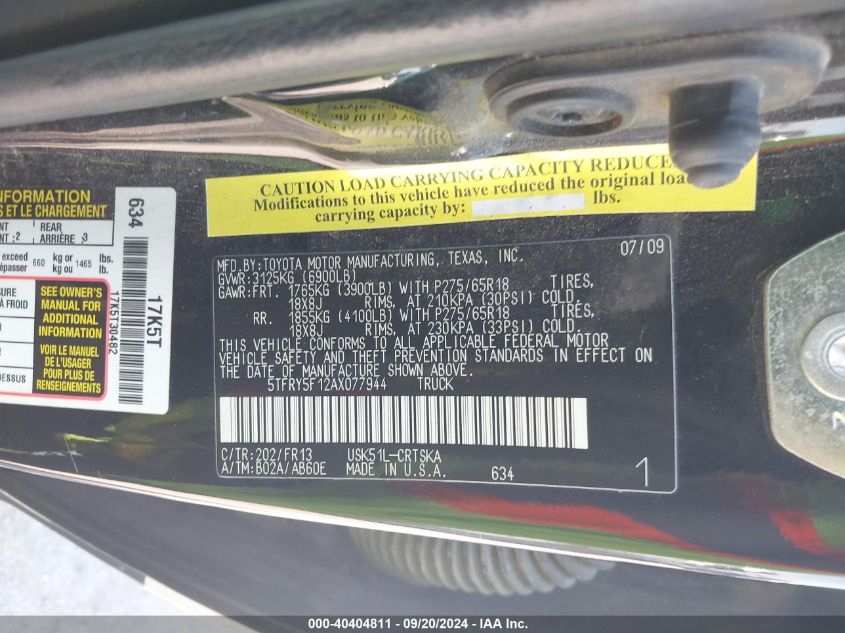 CAUTION LOAD CARRYING CAPACITY REDUCED
Modifications to this vehicle have reduced the original load
carrying capacity by: lbs.
INFORMATION
S ET LE CHARGEMENT
REAR
ARRIÈRE 3
exceed 660 kg or 1465 lbs.
dépasser kg ou lb.
SURE
À FROID
SEE OWNER'S
MANUAL FOR
ADDITIONAL
INFORMATION
VOIR LE MANUEL
DE L'USAGER
POUR PLUS DE
RENSEIGNEMENTS
DESSUS
634
17K5T
17K5T30482
MFD.BY:TOYOTA MOTOR MANUFACTURING, TEXAS, INC. 07/09
GVWR:3125KG (6900LB)
GAWR:FRT. 1765KG (3900LB) WITH P275/65R18 TIRES,
18X8J RIMS, AT 210KPA (30PSI) COLD.
RR. 1855KG (4100LB) WITH P275/65R18 TIRES,
18X8J RIMS, AT 230KPA (33PSI) COLD.
THIS VEHICLE CONFORMS TO ALL APPLICABLE FEDERAL MOTOR
VEHICLE SAFETY AND THEFT PREVENTION STANDARDS IN EFFECT ON
THE DATE OF MANUFACTURE SHOWN ABOVE.
5TFRY5F12AX077944 TRUCK
C/TR:202/FR13 USK51L-CRTSKA
A/TM:B02A/AB60E MADE IN U.S.A. 634 1
000-40404811 - 09/20/2024 - IAA Inc.